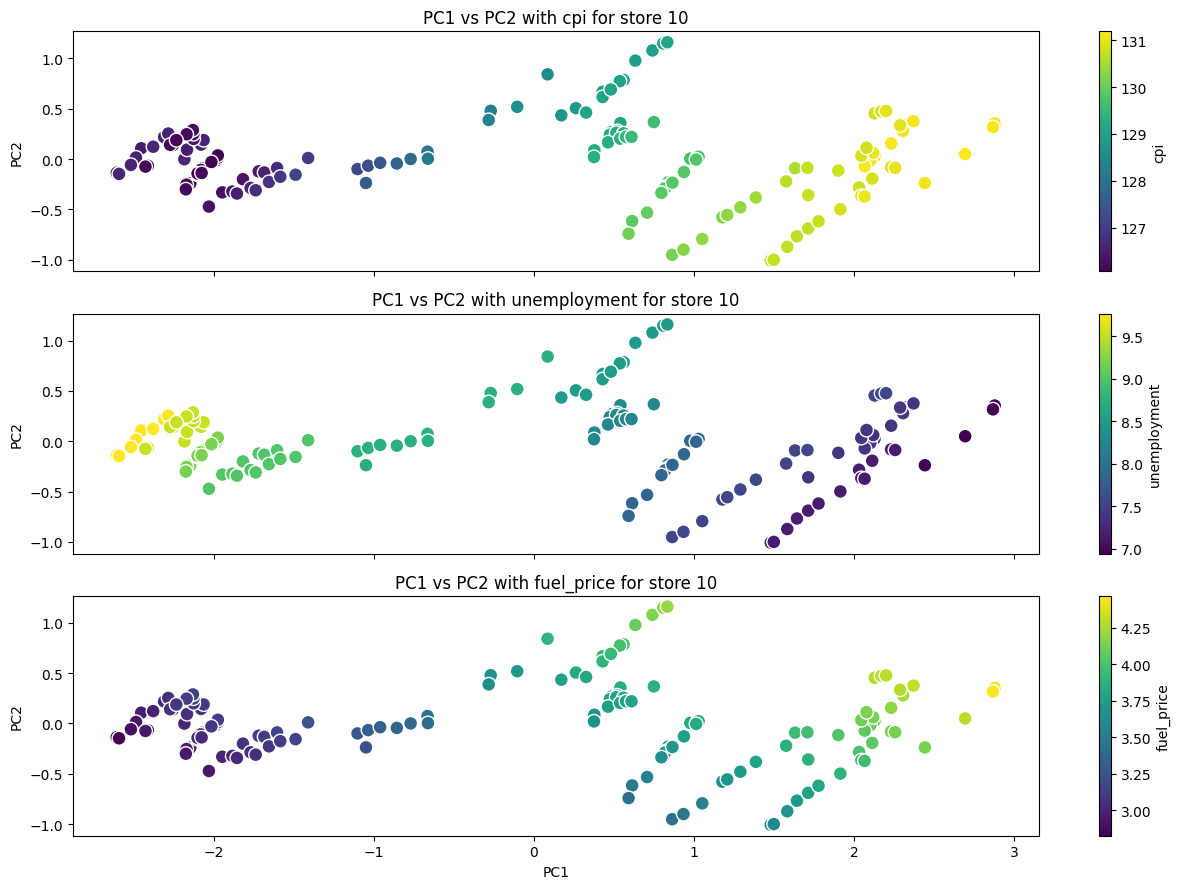 PC1 vs PC2 with cpi for store 10
1.0
0.5
0.0
−0.5
−1.0
PC2
131
130
129
128
127
cpi
PC1 vs PC2 with unemployment for store 10
1.0
0.5
0.0
−0.5
−1.0
PC2
9.5
9.0
8.5
8.0
7.5
7.0
unemployment
PC1 vs PC2 with fuel_price for store 10
1.0
0.5
0.0
−0.5
−1.0
PC2
−2 −1 0 1 2 3
PC1
4.25
4.00
3.75
3.50
3.25
3.00
fuel_price